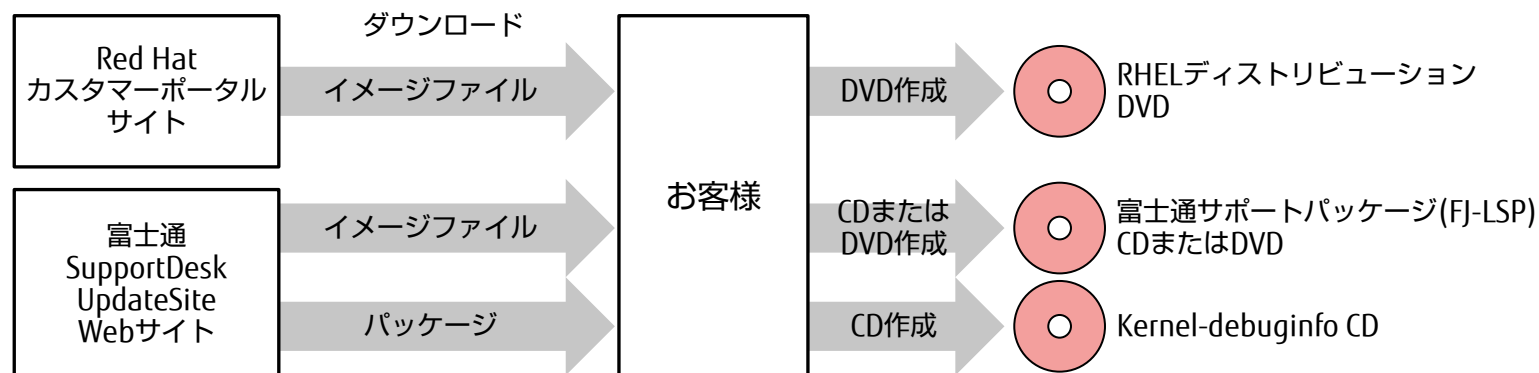 ダウンロード
Red Hat
カスタマーポータル
サイト
イメージファイル
DVD作成
RHELディストリビューション
DVD
お客様
富士通
SupportDesk
UpdateSite
Webサイト
イメージファイル
CDまたは
DVD作成
富士通サポートパッケージ(FJ-LSP)
CDまたはDVD
パッケージ
CD作成
Kernel-debuginfo CD